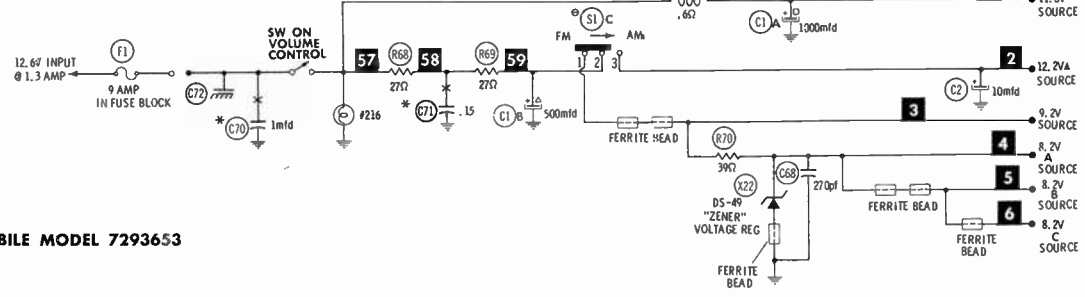 12.6V INPUT
@ 1.3 AMP
F1
9 AMP
IN FUSE BLOCK
C72
*
C70
1mfd
SW ON
VOLUME
CONTROL
57
#216
R68
27Ω
58
*
C71
.15
R69
27Ω
59
C1 B
500mfd
.6Ω
C1 A
1000mfd
SOURCE
S1 C
FM
AM
1 2 3
2
12.2V▲
SOURCE
C2
10mfd
FERRITE BEAD
3
9.2V
SOURCE
R70
39Ω
4
8.2V
A
SOURCE
X22
DS-49
"ZENER"
VOLTAGE REG
C68
270pf
FERRITE
BEAD
FERRITE BEAD
5
8.2V
B
SOURCE
6
8.2V
C
SOURCE
FERRITE
BEAD
BILE MODEL 7293653